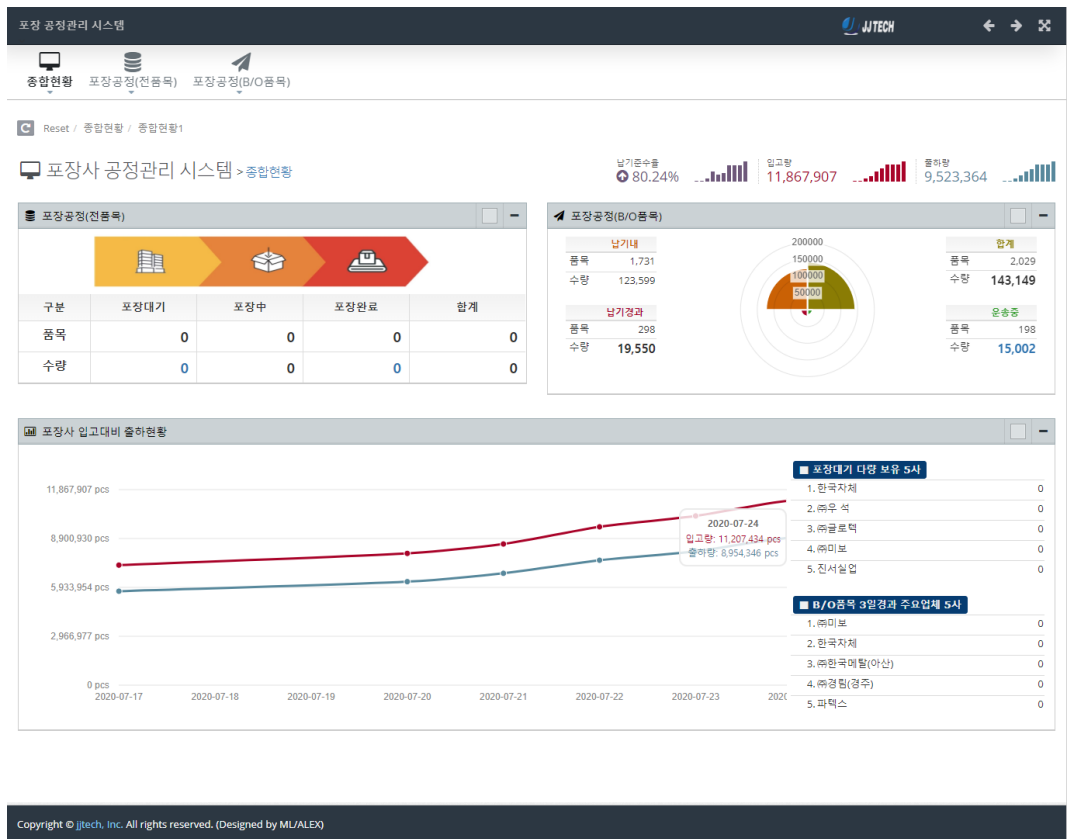 포장 공정관리 시스템
JJTECH
종합현황 포장공정(전품목) 포장공정(B/O품목)
Reset / 종합현황 / 종합현황1
포장사 공정관리 시스템 > 종합현황
납기준수율 입고량 출하량
80.24% 11,867,907 9,523,364
포장공정(전품목)
구분 포장대기 포장中 포장완료 합계
품목 0 0 0 0
수량 0 0 0 0
포장공정(B/O품목)
납기내
품목 1,731
수량 123,599
납기경과
품목 298
수량 19,550
200000
150000
100000
50000
합계
품목 2,029
수량 143,149
운송중
품목 198
수량 15,002
포장사 입고대비 출하현황
11,867,907 pcs
8,900,930 pcs
5,933,954 pcs
2,966,977 pcs
0 pcs
2020-07-17 2020-07-18 2020-07-19 2020-07-20 2020-07-21 2020-07-22 2020-07-23 2020
2020-07-24
입고량: 11,207,434 pcs
출하량: 8,954,346 pcs
포장대기 다량 보유 5사
1. 한국자체 0
2. ㈜우 석 0
3. ㈜글로텍 0
4. ㈜미보 0
5. 진서실업 0
B/O품목 3일경과 주요업체 5사
1. ㈜미보 0
2. 한국자체 0
3. ㈜한국메탈(아산) 0
4. ㈜경림(경주) 0
5. 파텍스 0
Copyright © jjtech, Inc. All rights reserved. (Designed by ML/ALEX)